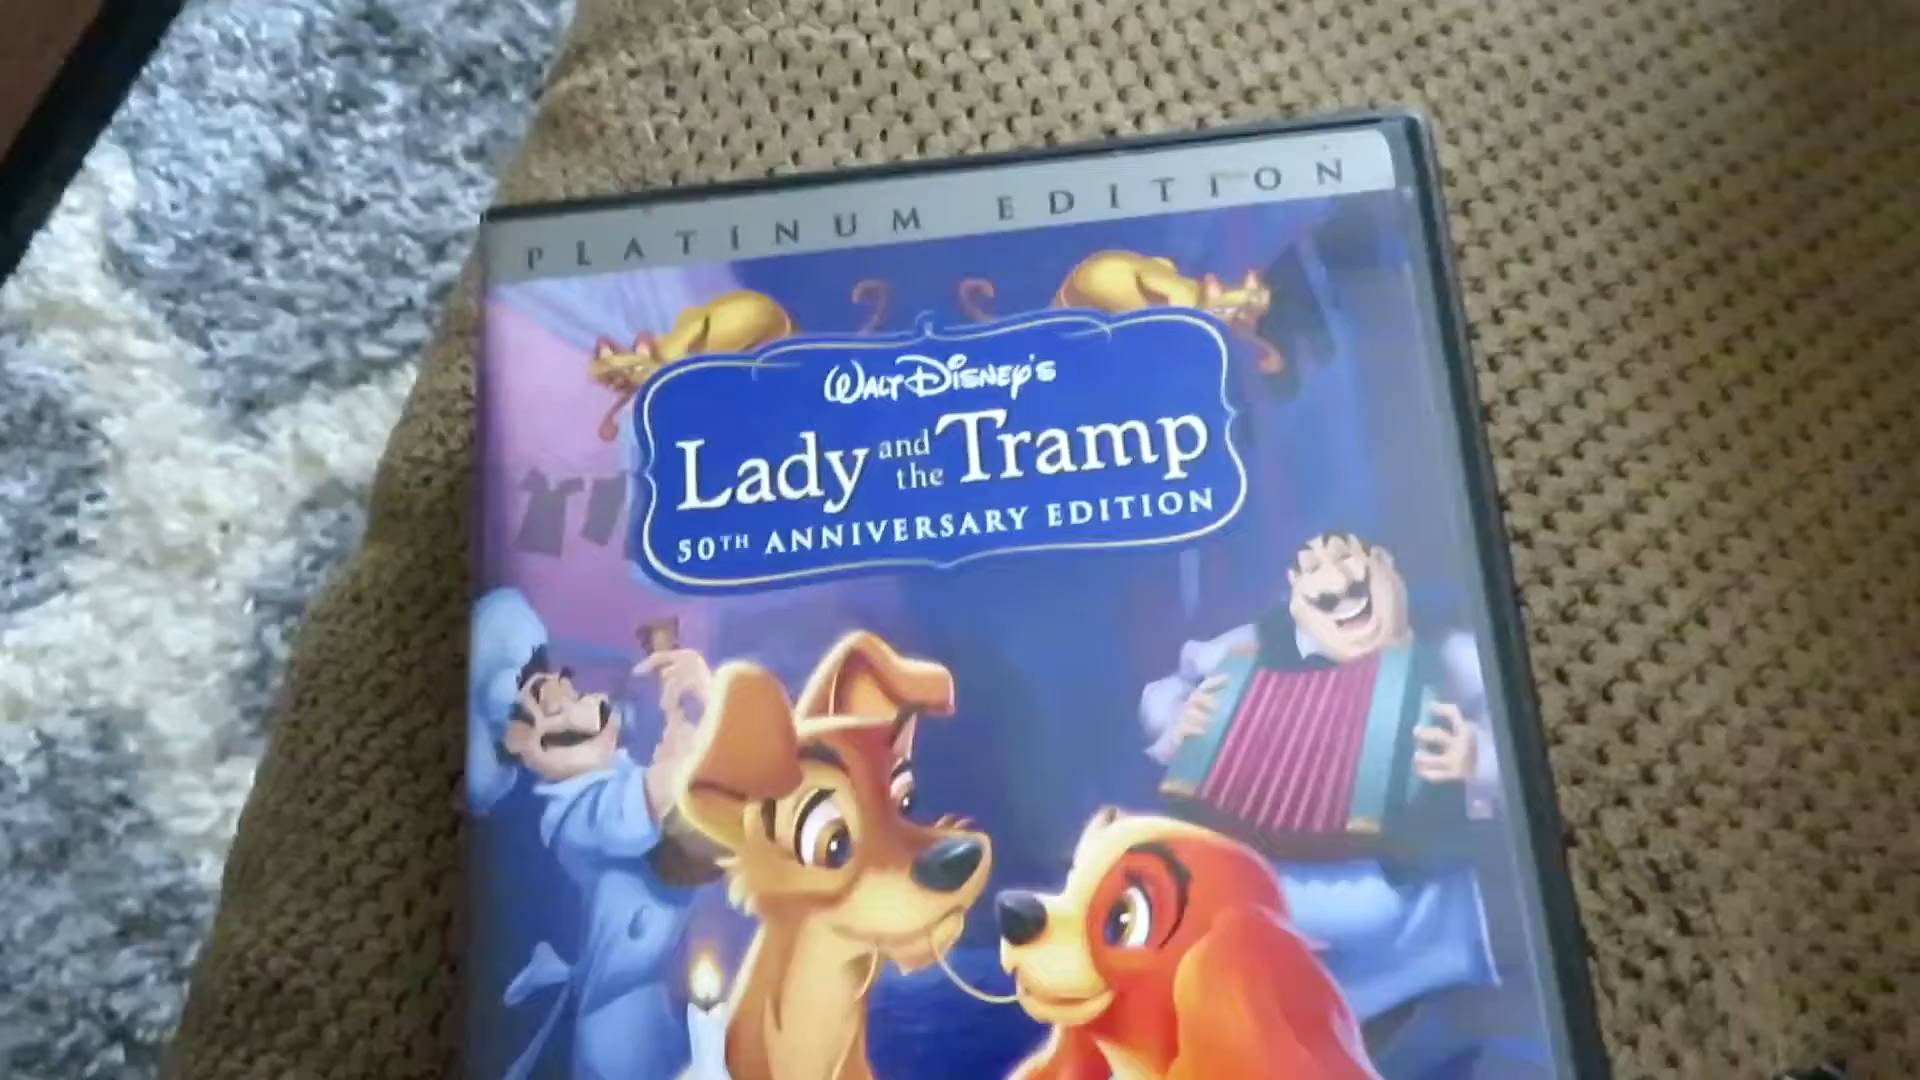 PLATINUM EDITION
WALT DISNEY'S
Lady and the Tramp
50TH ANNIVERSARY EDITION